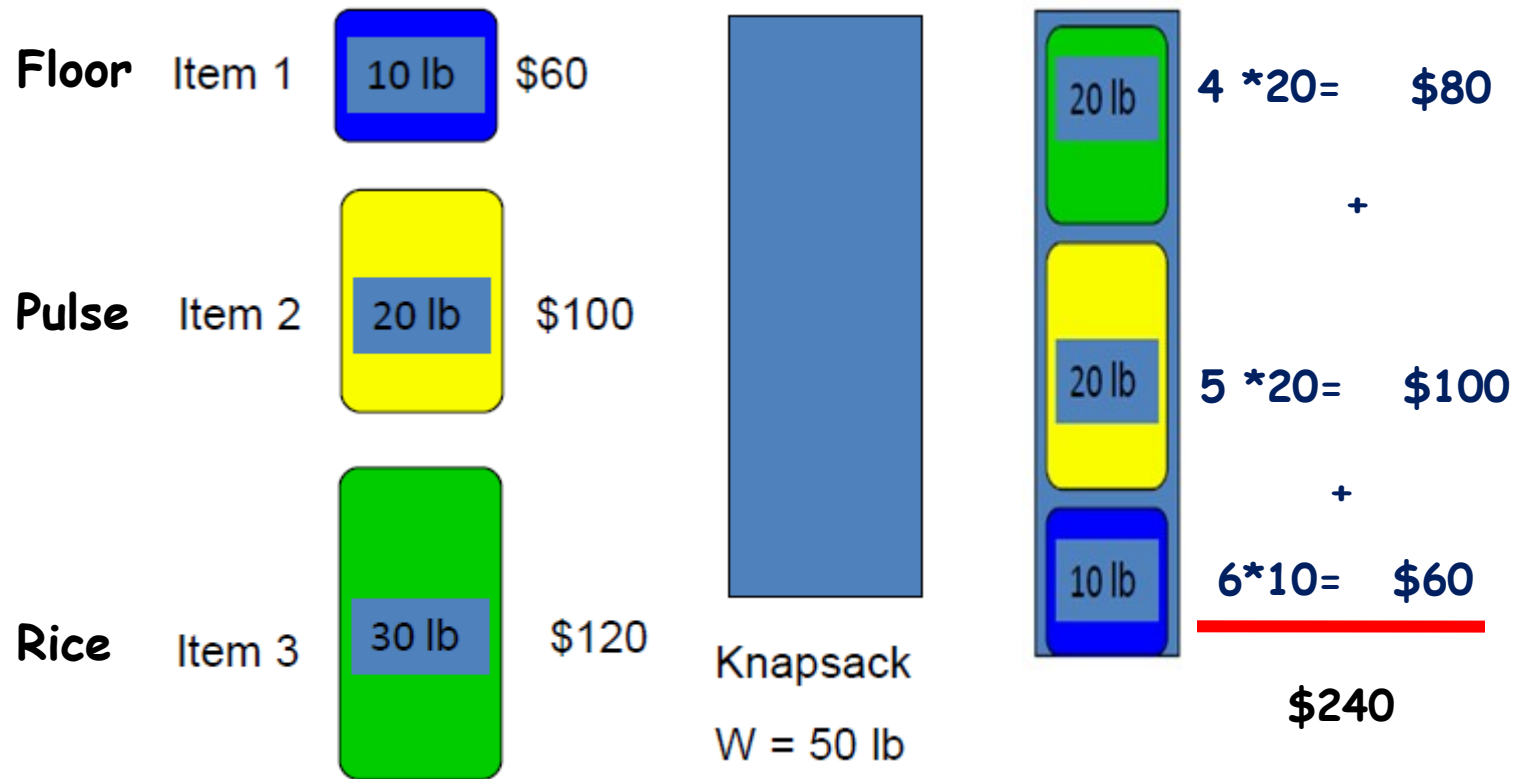 Floor Item 1 10 lb $60
Pulse Item 2 20 lb $100
Rice Item 3 30 lb $120
Knapsack
W = 50 lb
20 lb 4 *20= $80
+
20 lb 5 *20= $100
+
10 lb 6*10= $60
$240